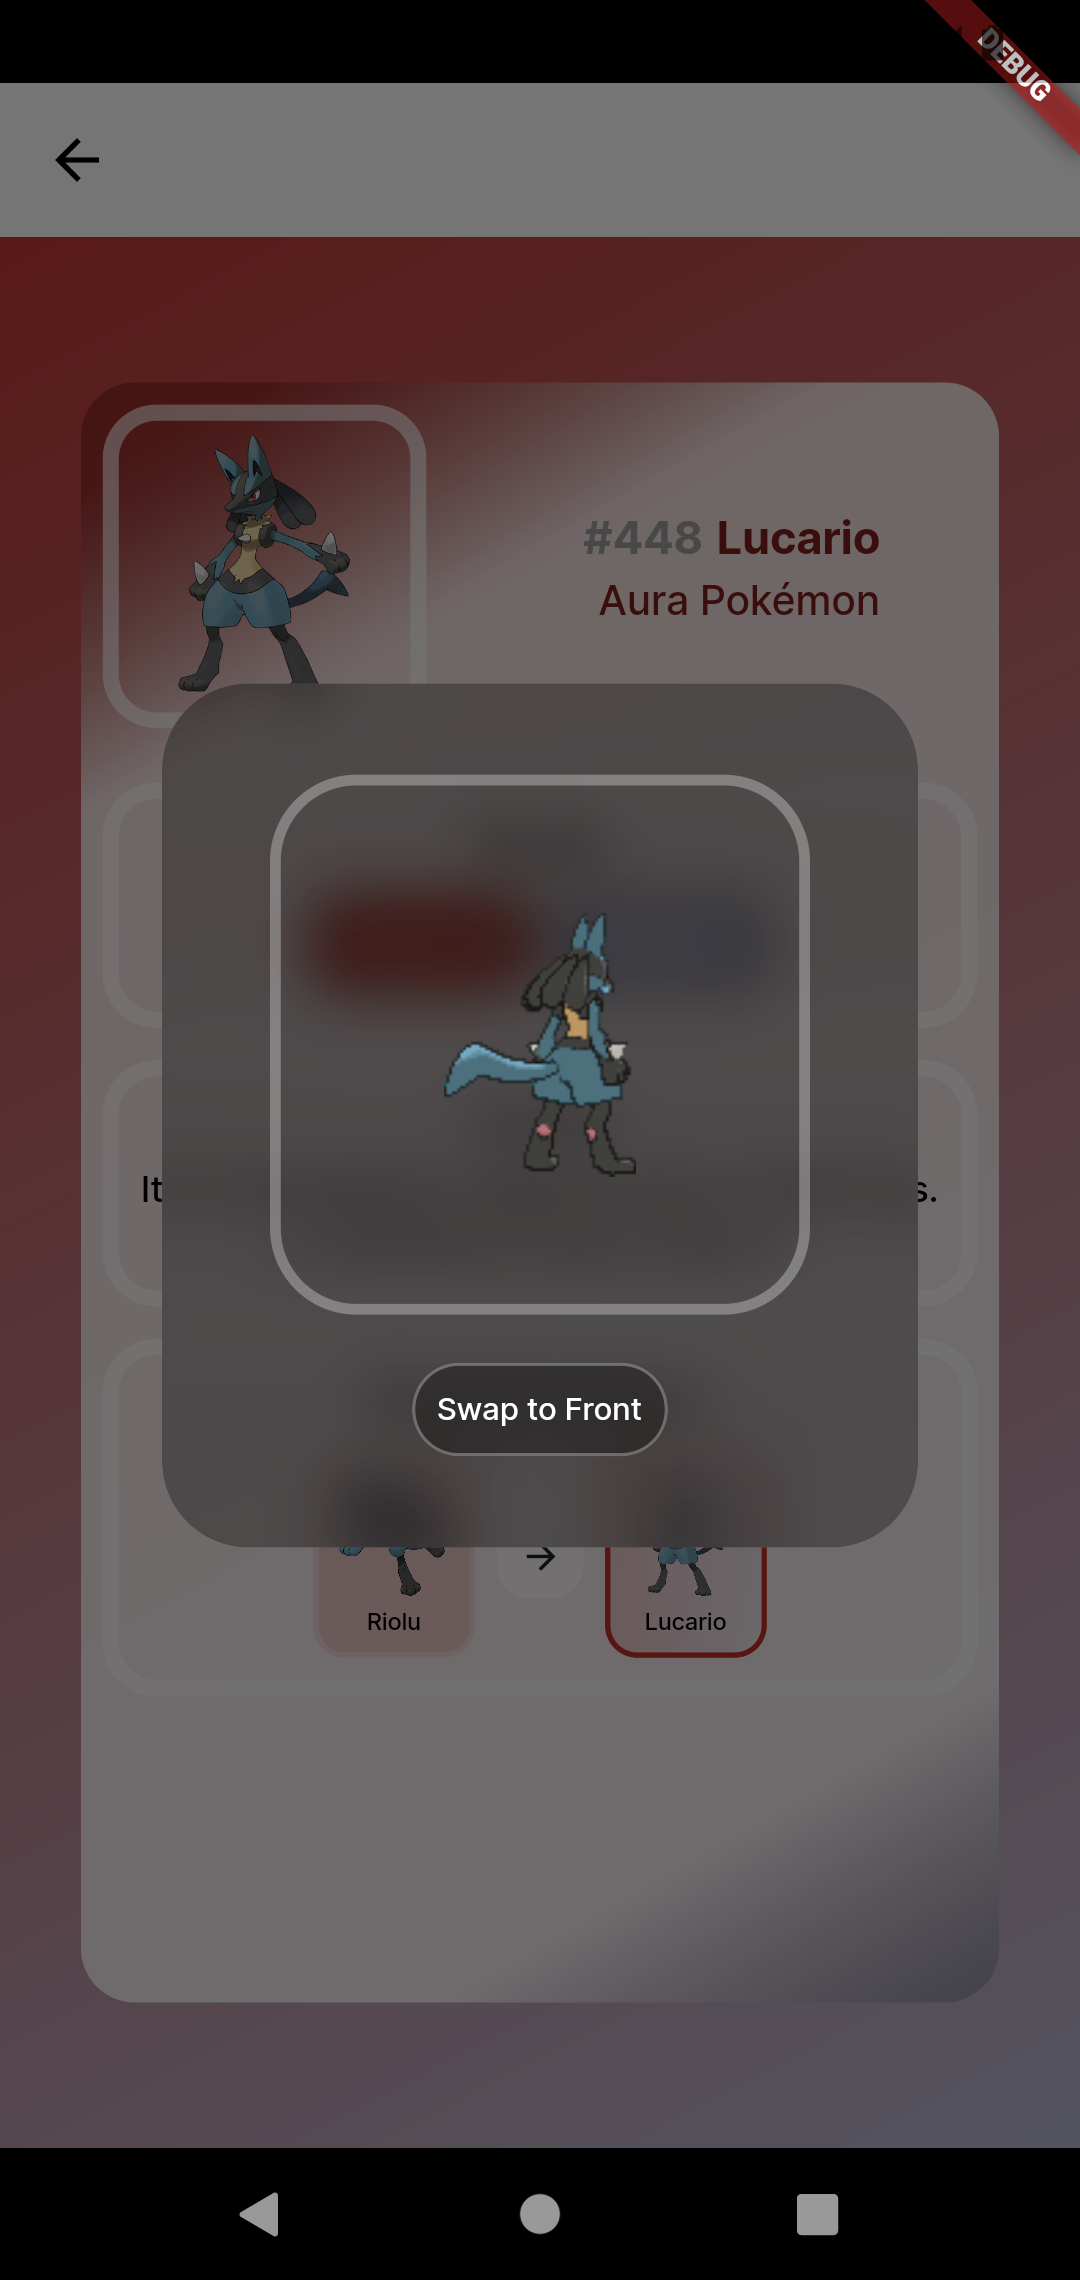 DEBUG
#448 Lucario
Aura Pokémon
It
s.
Swap to Front
Riolu
Lucario